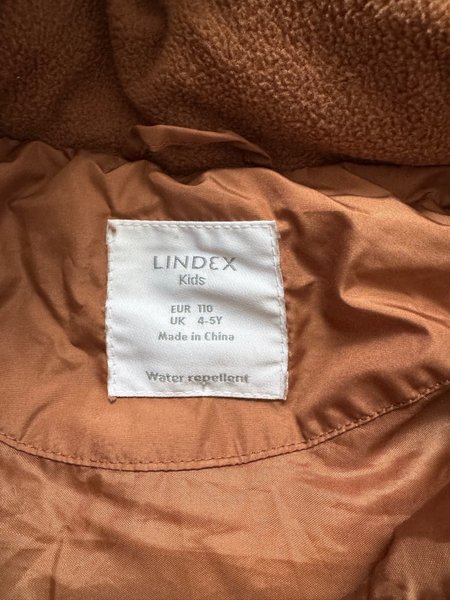 LINDEX
Kids
EUR 110
UK 4-5Y
Made in China
Water repellent